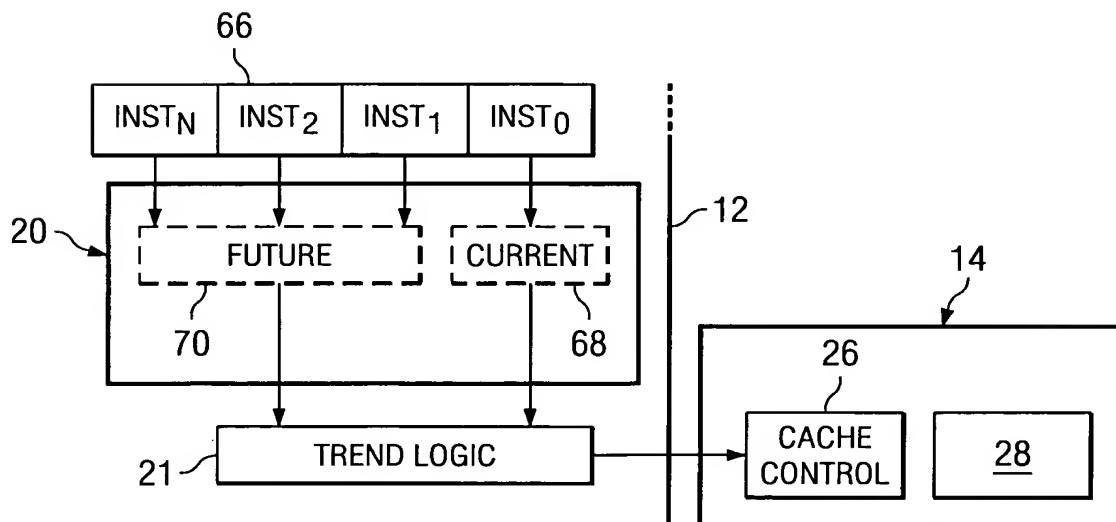 66
INST_N INST_2 INST_1 INST_0
20
FUTURE CURRENT
12
70
68
14
26
21
TREND LOGIC
CACHE
CONTROL
28